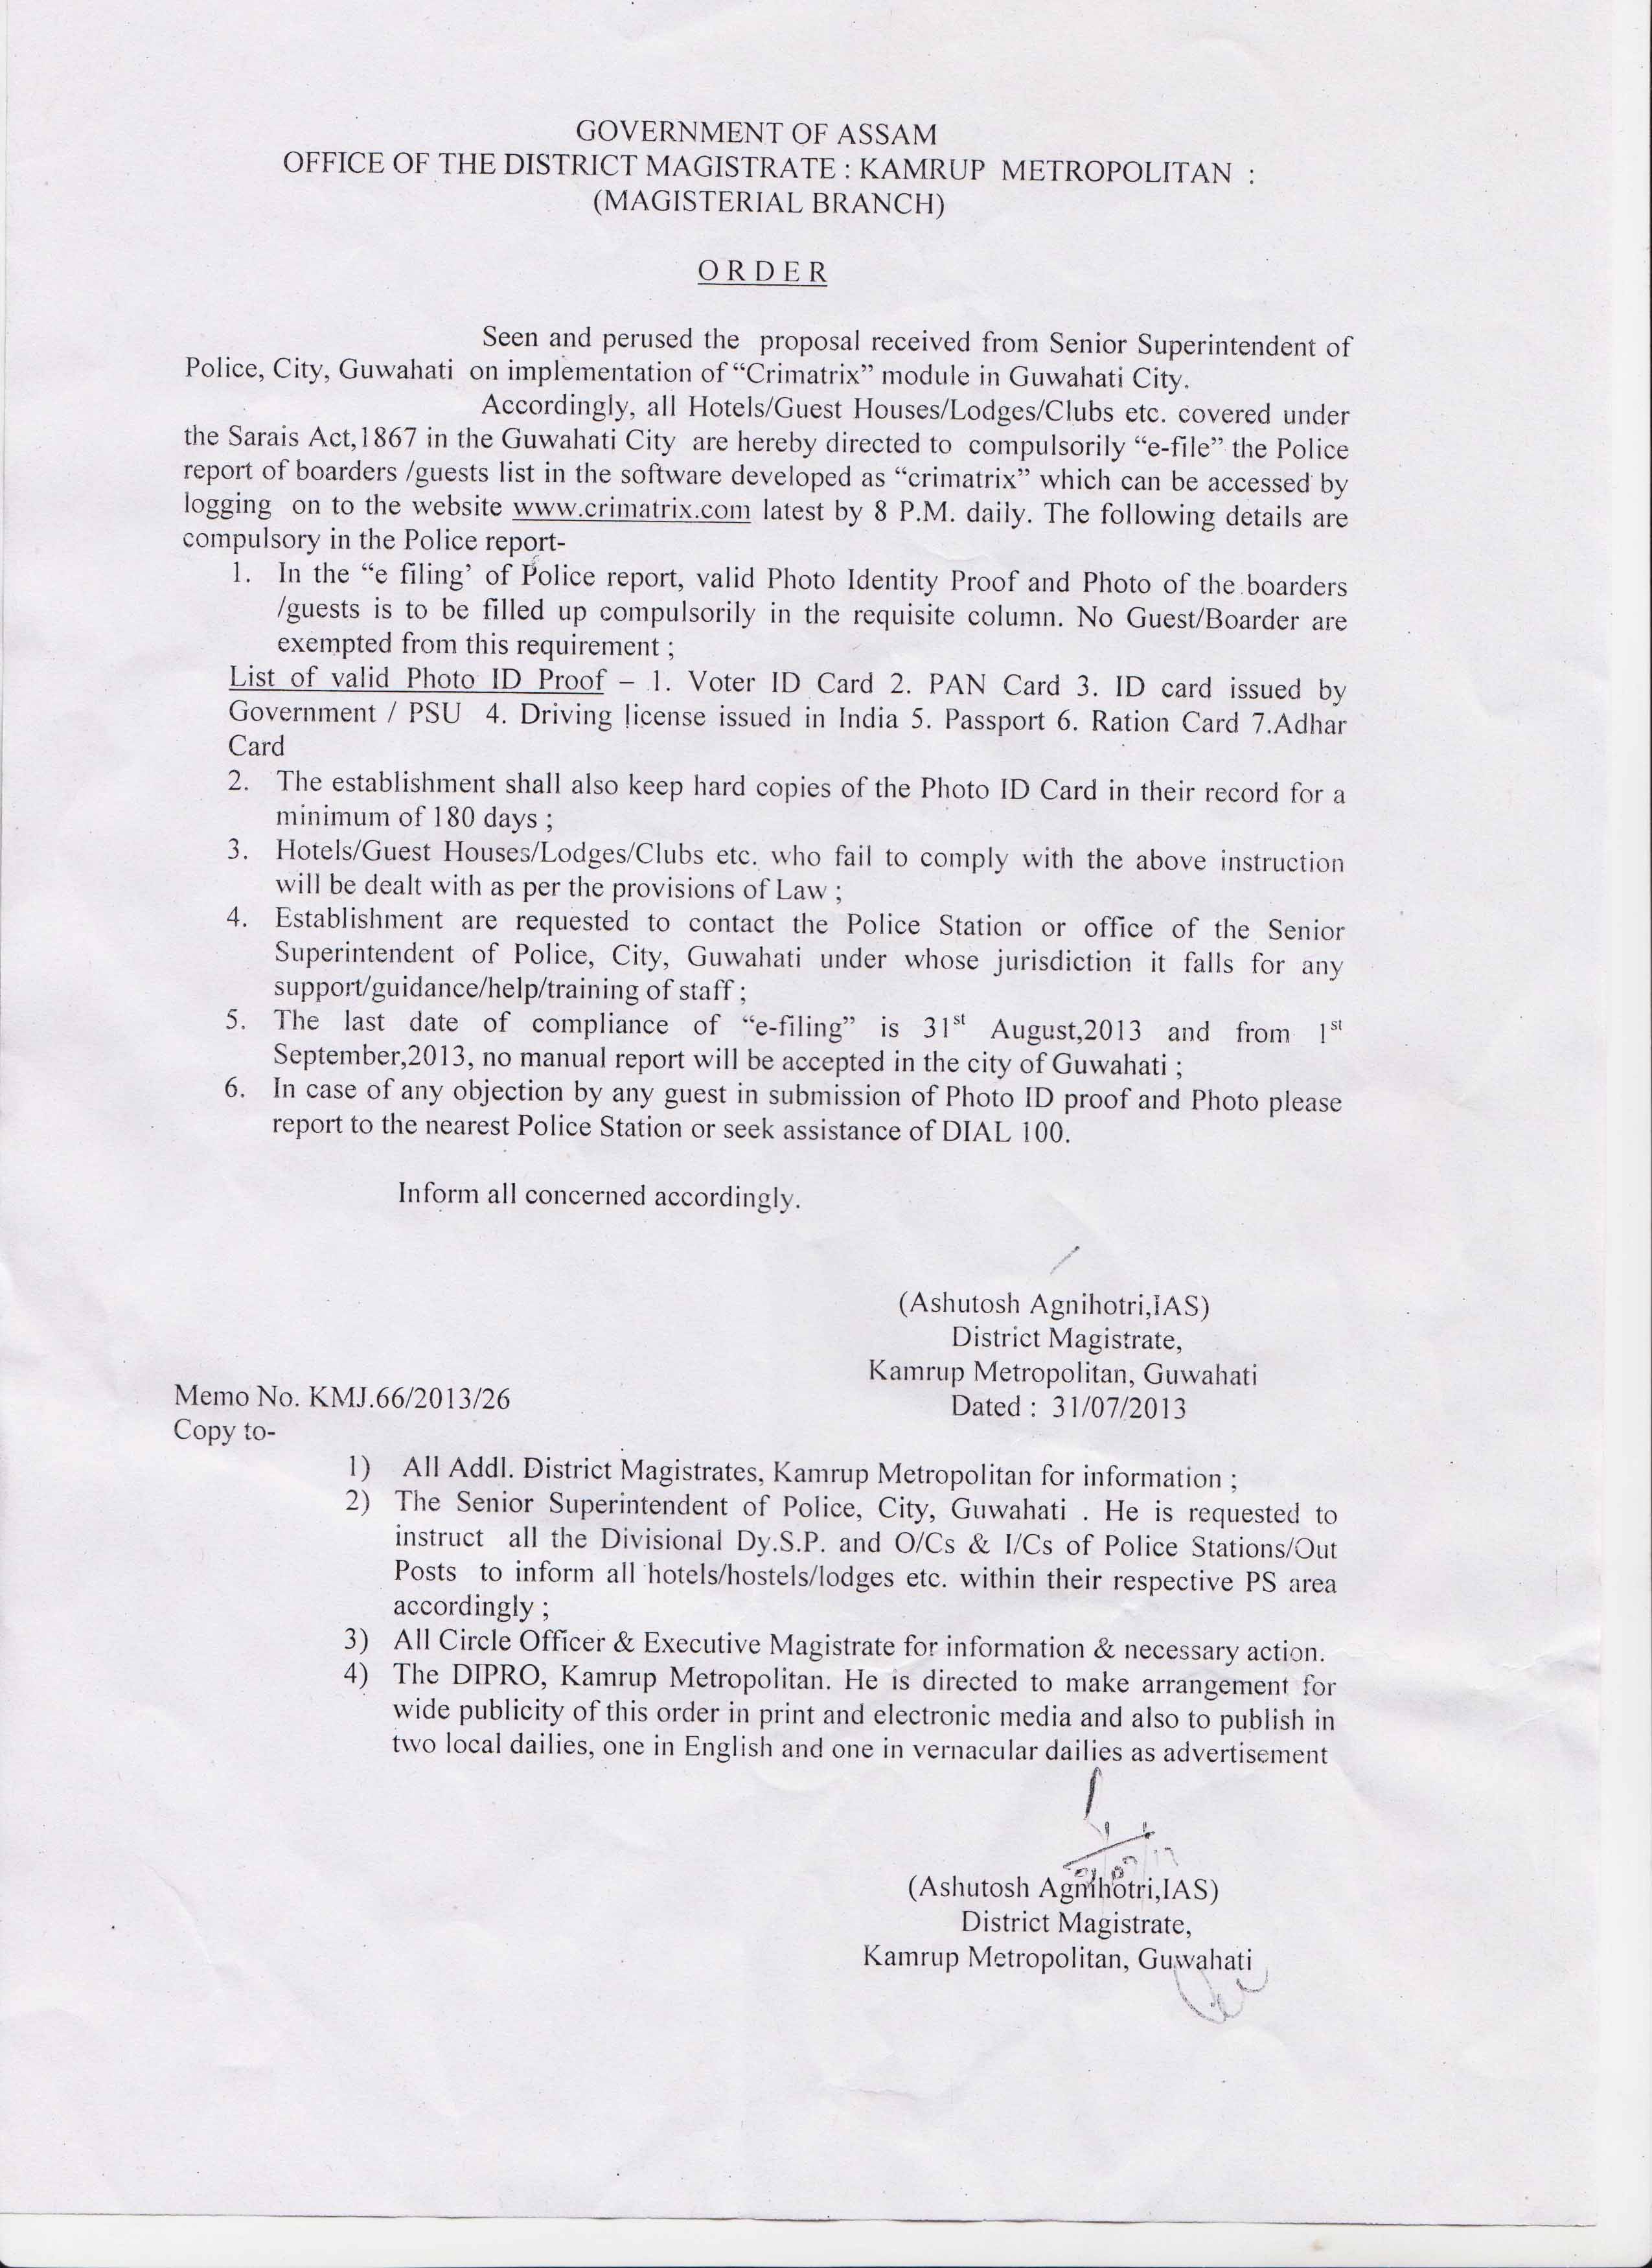 GOVERNMENT OF ASSAM
OFFICE OF THE DISTRICT MAGISTRATE : KAMRUP METROPOLITAN :
(MAGISTERIAL BRANCH)
O R D E R
Seen and perused the proposal received from Senior Superintendent of
Police, City, Guwahati on implementation of “Crimatrix” module in Guwahati City.
Accordingly, all Hotels/Guest Houses/Lodges/Clubs etc. covered under
the Sarais Act,1867 in the Guwahati City are hereby directed to compulsorily “e-file” the Police
report of boarders /guests list in the software developed as “crimatrix” which can be accessed by
logging on to the website www.crimatrix.com latest by 8 P.M. daily. The following details are
compulsory in the Police report-
1. In the “e filing’ of Police report, valid Photo Identity Proof and Photo of the boarders
/guests is to be filled up compulsorily in the requisite column. No Guest/Boarder are
exempted from this requirement ;
List of valid Photo ID Proof – 1. Voter ID Card 2. PAN Card 3. ID card issued by
Government / PSU 4. Driving license issued in India 5. Passport 6. Ration Card 7.Adhar
Card
2. The establishment shall also keep hard copies of the Photo ID Card in their record for a
minimum of 180 days ;
3. Hotels/Guest Houses/Lodges/Clubs etc. who fail to comply with the above instruction
will be dealt with as per the provisions of Law ;
4. Establishment are requested to contact the Police Station or office of the Senior
Superintendent of Police, City, Guwahati under whose jurisdiction it falls for any
support/guidance/help/training of staff ;
5. The last date of compliance of “e-filing” is 31st August,2013 and from 1st
September,2013, no manual report will be accepted in the city of Guwahati ;
6. In case of any objection by any guest in submission of Photo ID proof and Photo please
report to the nearest Police Station or seek assistance of DIAL 100.
Inform all concerned accordingly.
(Ashutosh Agnihotri,IAS)
District Magistrate,
Kamrup Metropolitan, Guwahati
Memo No. KMJ.66/2013/26 Dated : 31/07/2013
Copy to-
1) All Addl. District Magistrates, Kamrup Metropolitan for information ;
2) The Senior Superintendent of Police, City, Guwahati . He is requested to
instruct all the Divisional Dy.S.P. and O/Cs & I/Cs of Police Stations/Out
Posts to inform all hotels/hostels/lodges etc. within their respective PS area
accordingly ;
3) All Circle Officer & Executive Magistrate for information & necessary action.
4) The DIPRO, Kamrup Metropolitan. He is directed to make arrangement for
wide publicity of this order in print and electronic media and also to publish in
two local dailies, one in English and one in vernacular dailies as advertisement
(Ashutosh Agnihotri,IAS)
District Magistrate,
Kamrup Metropolitan, Guwahati